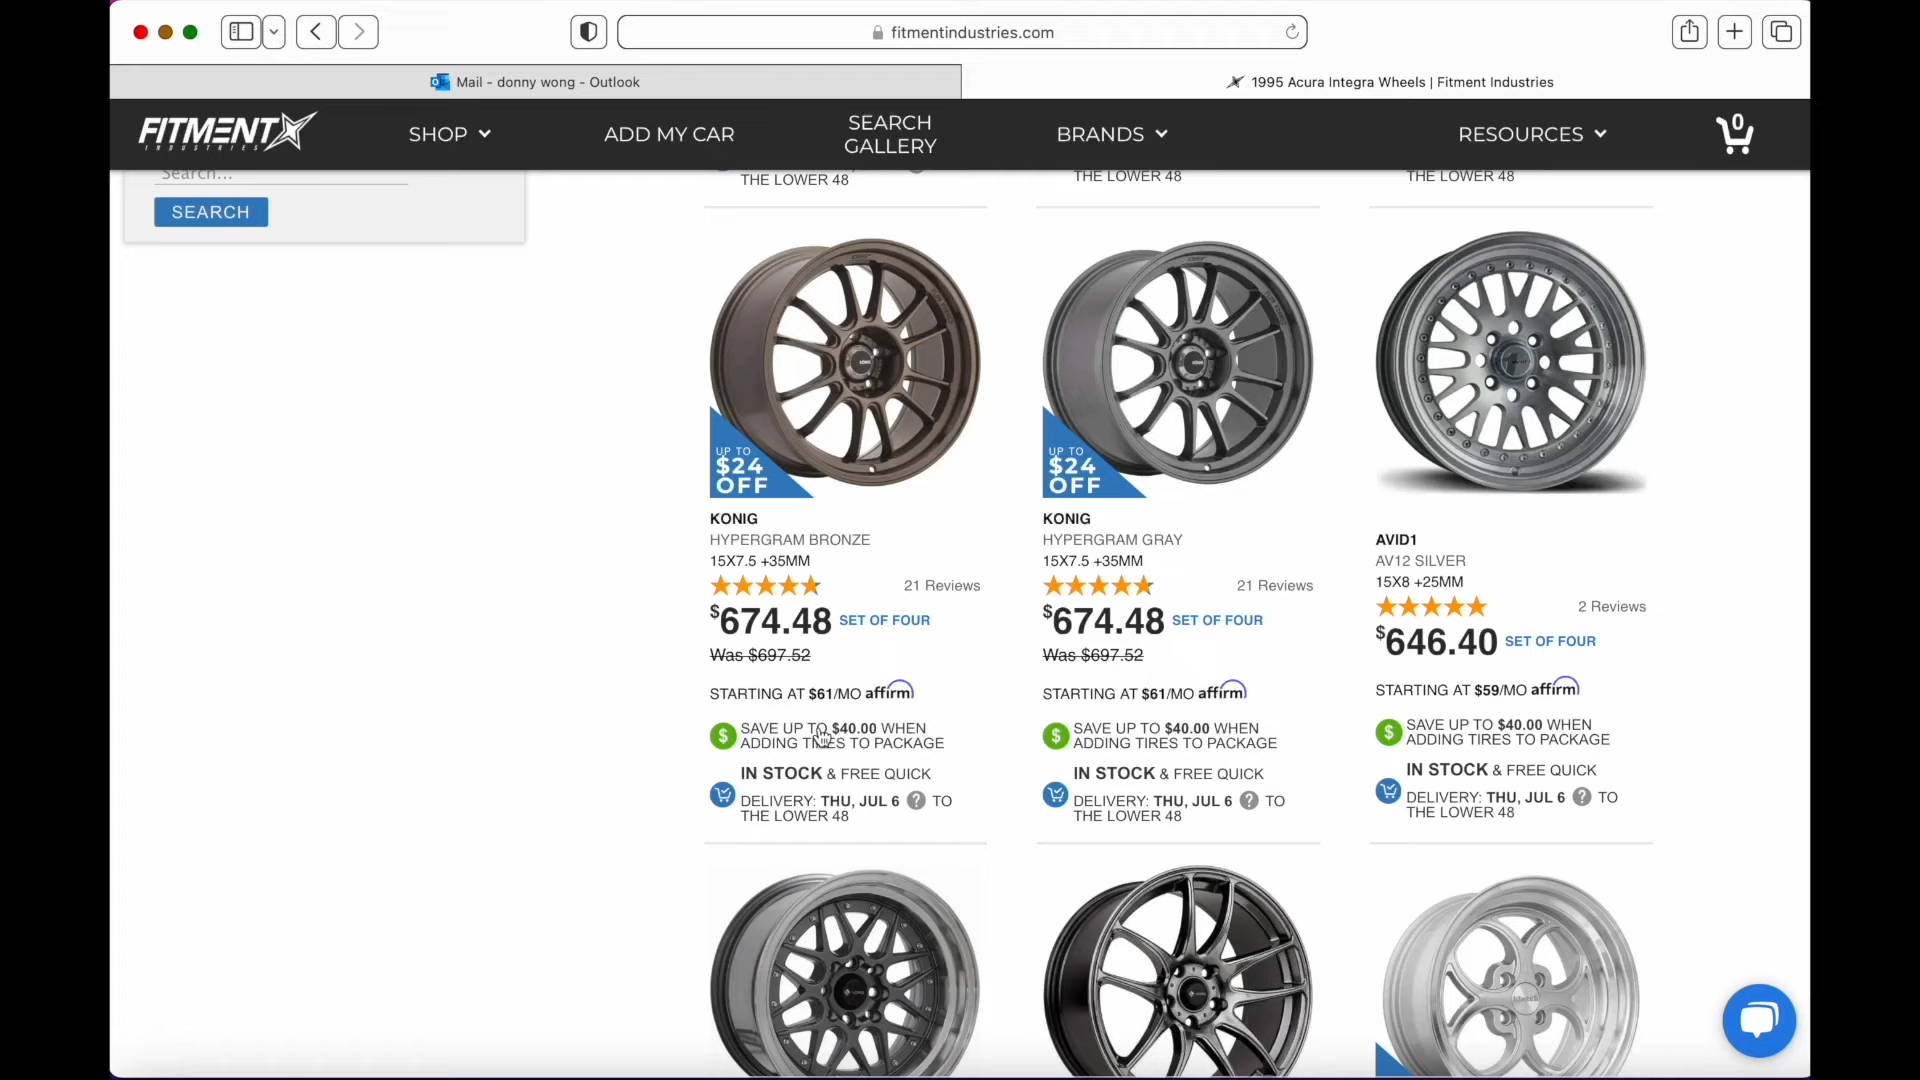 fitmentindustries.com
Mail - donny wong - Outlook
1995 Acura Integra Wheels | Fitment Industries
FITMENT
INDUSTRIES
SHOP
ADD MY CAR
SEARCH
GALLERY
BRANDS
RESOURCES
0
Search...
SEARCH
THE LOWER 48
THE LOWER 48
THE LOWER 48
UP TO
$24
OFF
KONIG
HYPERGRAM BRONZE
15X7.5 +35MM
21 Reviews
$674.48 SET OF FOUR
Was $697.52
STARTING AT $61/MO affirm
$ SAVE UP TO $40.00 WHEN
ADDING TIRES TO PACKAGE
IN STOCK & FREE QUICK
DELIVERY: THU, JUL 6 ? TO
THE LOWER 48
UP TO
$24
OFF
KONIG
HYPERGRAM GRAY
15X7.5 +35MM
21 Reviews
$674.48 SET OF FOUR
Was $697.52
STARTING AT $61/MO affirm
$ SAVE UP TO $40.00 WHEN
ADDING TIRES TO PACKAGE
IN STOCK & FREE QUICK
DELIVERY: THU, JUL 6 ? TO
THE LOWER 48
AVID1
AV12 SILVER
15X8 +25MM
2 Reviews
$646.40 SET OF FOUR
STARTING AT $59/MO affirm
$ SAVE UP TO $40.00 WHEN
ADDING TIRES TO PACKAGE
IN STOCK & FREE QUICK
DELIVERY: THU, JUL 6 ? TO
THE LOWER 48